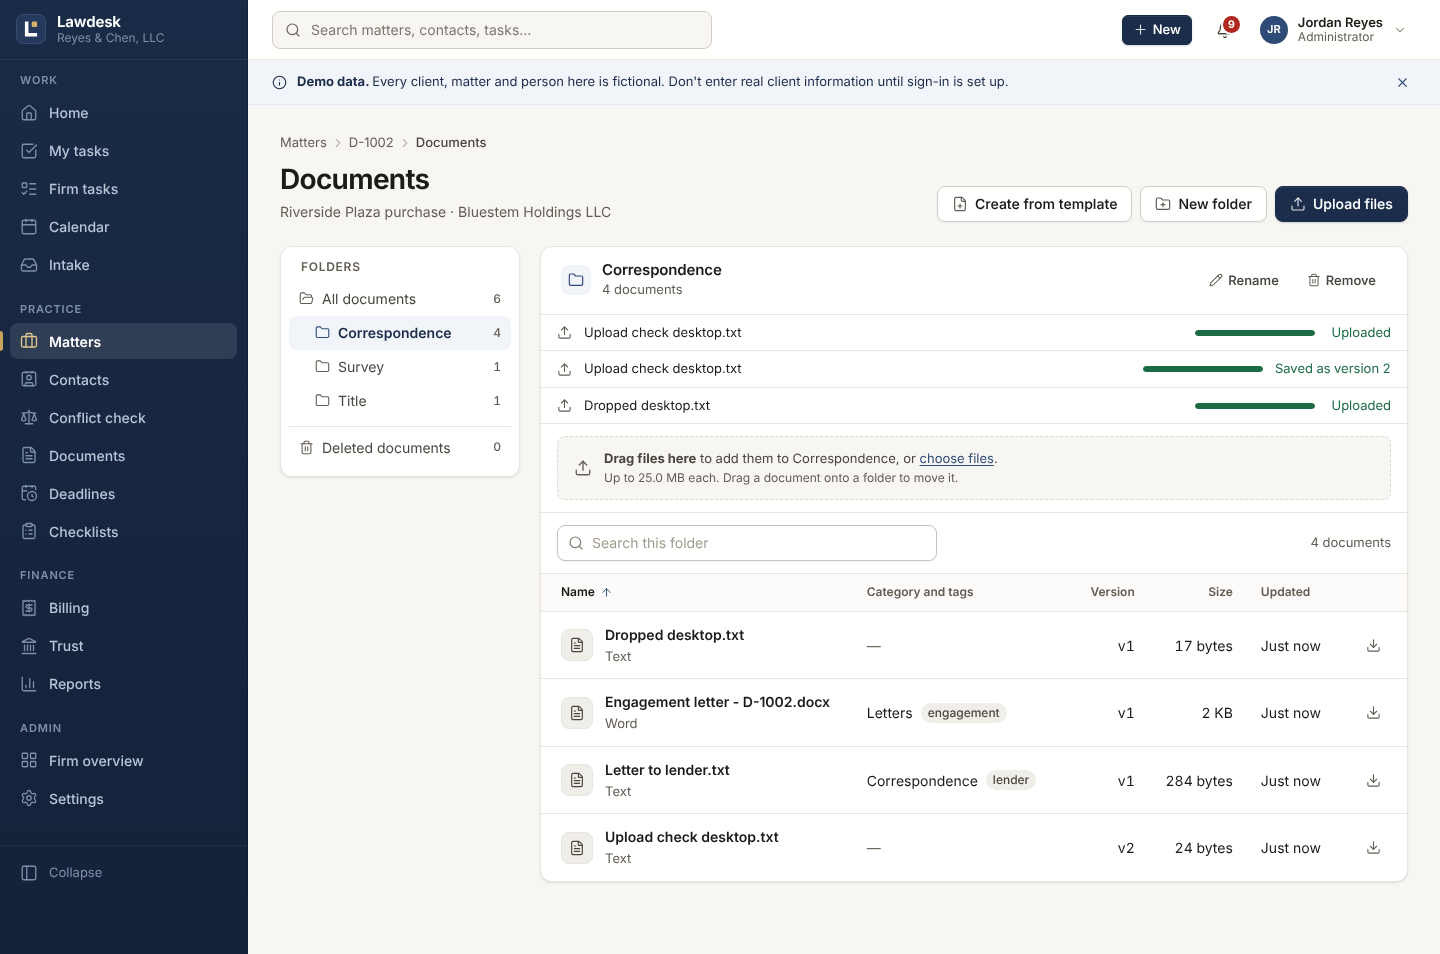 Lawdesk
Reyes & Chen, LLC
WORK
Home
My tasks
Firm tasks
Calendar
Intake
PRACTICE
Matters
Contacts
Conflict check
Documents
Deadlines
Checklists
FINANCE
Billing
Trust
Reports
ADMIN
Firm overview
Settings
Collapse
Search matters, contacts, tasks...
New
9
JR
Jordan Reyes
Administrator
Demo data. Every client, matter and person here is fictional. Don't enter real client information until sign-in is set up.
Matters > D-1002 > Documents
Documents
Riverside Plaza purchase · Bluestem Holdings LLC
Create from template
New folder
Upload files
FOLDERS
All documents 6
Correspondence 4
Survey 1
Title 1
Deleted documents 0
Correspondence
4 documents
Rename
Remove
Upload check desktop.txt Uploaded
Upload check desktop.txt Saved as version 2
Dropped desktop.txt Uploaded
Drag files here to add them to Correspondence, or choose files.
Up to 25.0 MB each. Drag a document onto a folder to move it.
Search this folder
4 documents
Name Category and tags Version Size Updated
Dropped desktop.txt
Text
— v1 17 bytes Just now
Engagement letter - D-1002.docx
Word
Letters engagement v1 2 KB Just now
Letter to lender.txt
Text
Correspondence lender v1 284 bytes Just now
Upload check desktop.txt
Text
— v2 24 bytes Just now